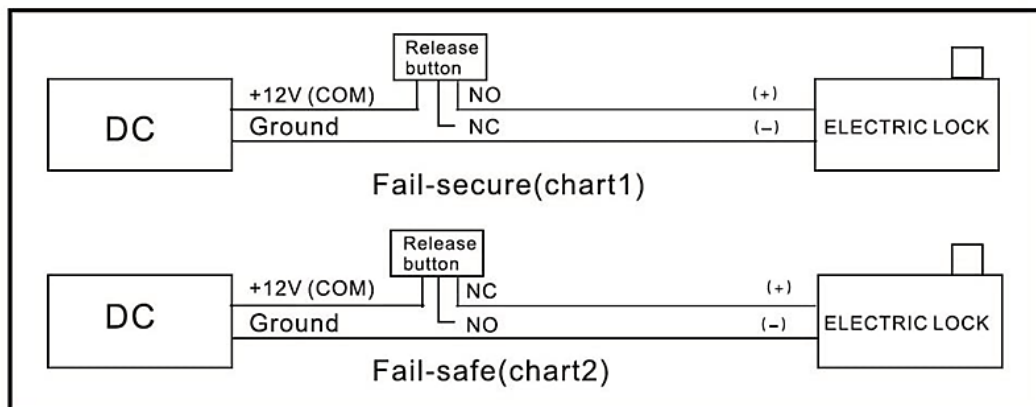 Release
button
+12V (COM) NO (+)
DC
Ground NC (–) ELECTRIC LOCK
Fail-secure(chart1)
Release
button
+12V (COM) NC (+)
DC
Ground NO (–) ELECTRIC LOCK
Fail-safe(chart2)